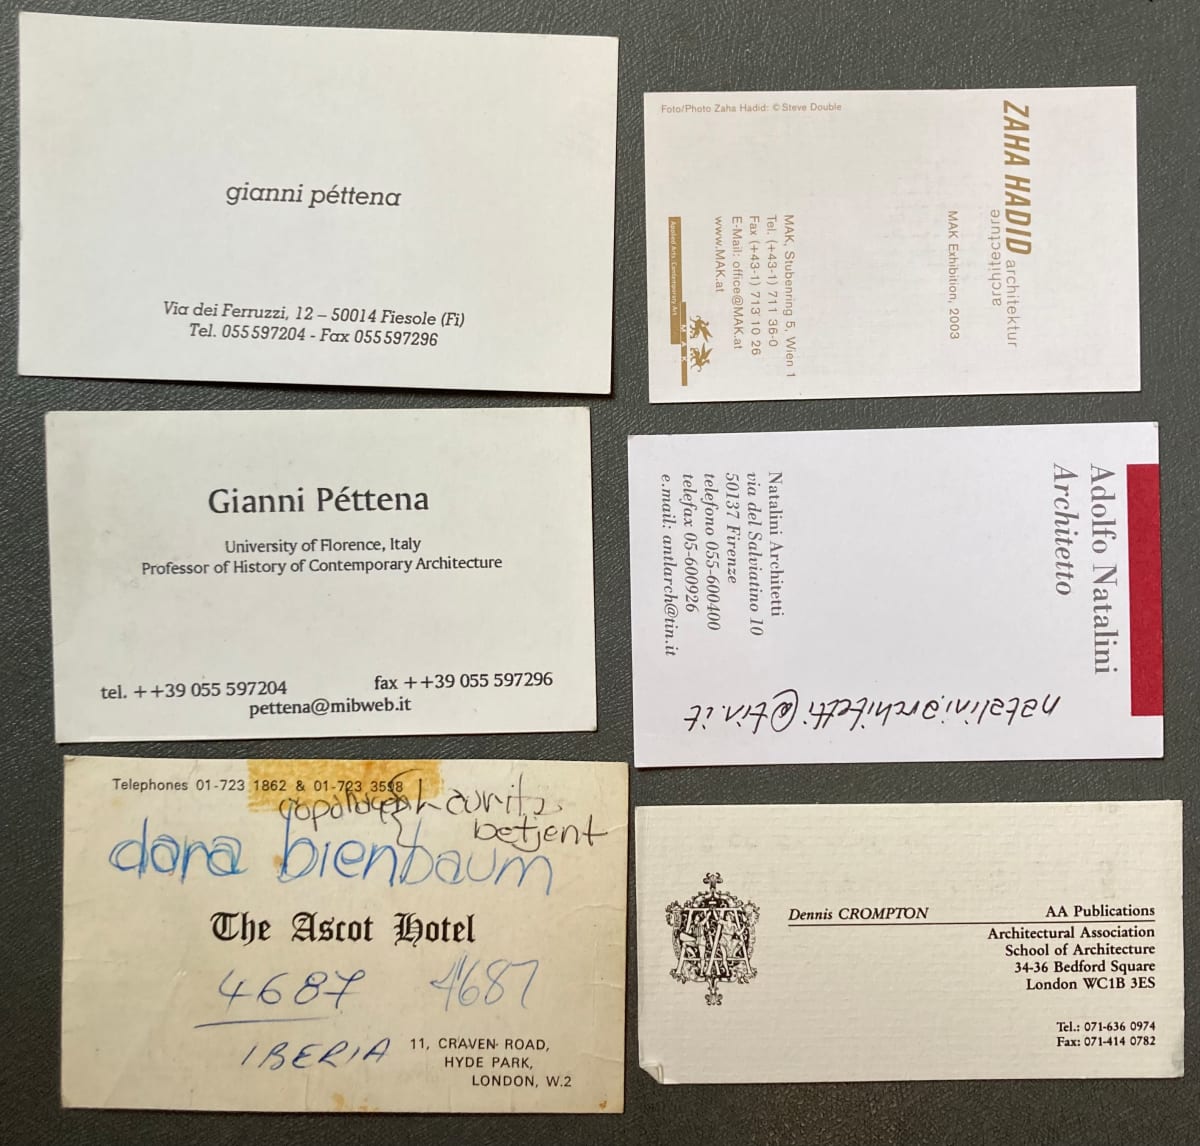 gianni péttena
Via dei Ferruzzi, 12 – 50014 Fiesole (Fi)
Tel. 055597204 - Fax 055597296
Foto/Photo Zaha Hadid: © Steve Double
ZAHA HADID
architektur
architecture
MAK Exhibition, 2003
MAK, Stubenring 5, Wien 1
Tel. (+43-1) 711 36-0
Fax (+43-1) 713 10 26
E-Mail: office@MAK.at
www.MAK.at
Applied Arts/Contemporary Art
MAK
Gianni Péttena
University of Florence, Italy
Professor of History of Contemporary Architecture
tel. ++39 055 597204
fax ++39 055 597296
pettena@mibweb.it
Adolfo Natalini
Architetto
Natalini Architetti
via del Salviatino 10
50137 Firenze
telefono 055-600400
telefax 05-600926
e.mail: antlarch@tin.it
natalini.architetti@tin.it
Telephones 01-723 1862 & 01-723 3598
betjent
dara bienbaum
The Ascot Hotel
4687 4687
IBERIA
11, CRAVEN ROAD,
HYDE PARK,
LONDON, W.2
Dennis CROMPTON
AA Publications
Architectural Association
School of Architecture
34-36 Bedford Square
London WC1B 3ES
Tel.: 071-636 0974
Fax: 071-414 0782